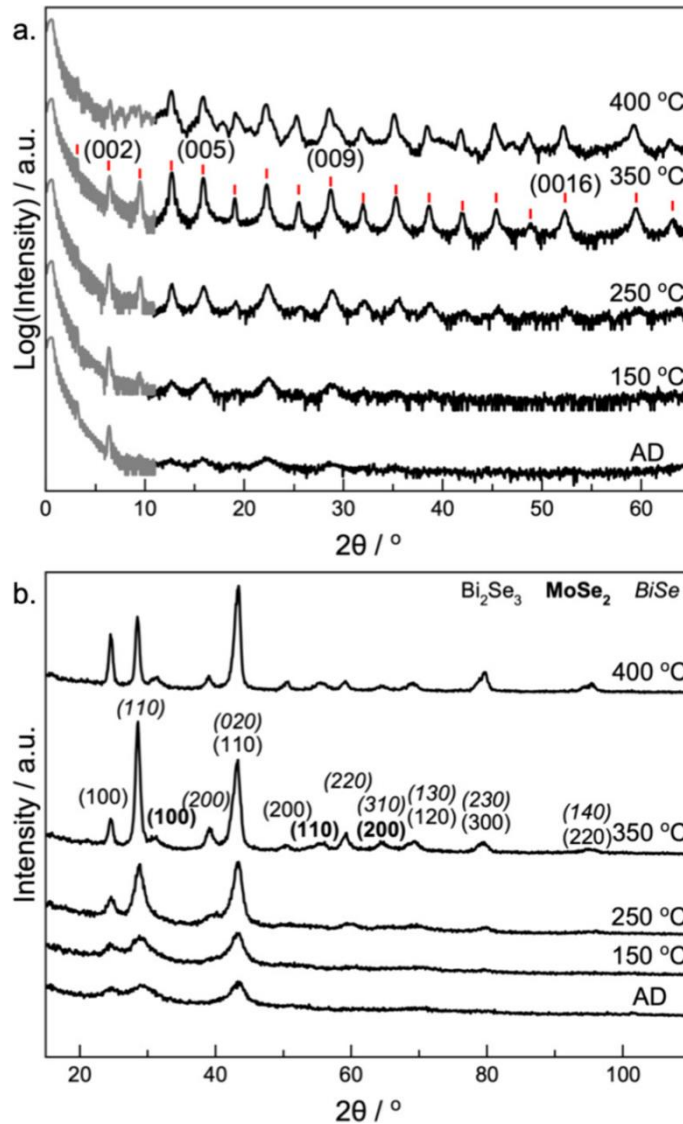 a.
400 °C
(002)
(005)
(009)
(0016)
350 °C
250 °C
150 °C
AD
Log(Intensity) / a.u.
0 10 20 30 40 50 60
2θ / °
b.
Bi₂Se₃ MoSe₂ BiSe
400 °C
(110)
(020)
(110)
(100)
(100)
(200)
(200)
(110)
(220)
(310)
(200)
(130)
(120)
(230)
(300)
(140)
(220)
350 °C
250 °C
150 °C
AD
Intensity / a.u.
20 40 60 80 100
2θ / °